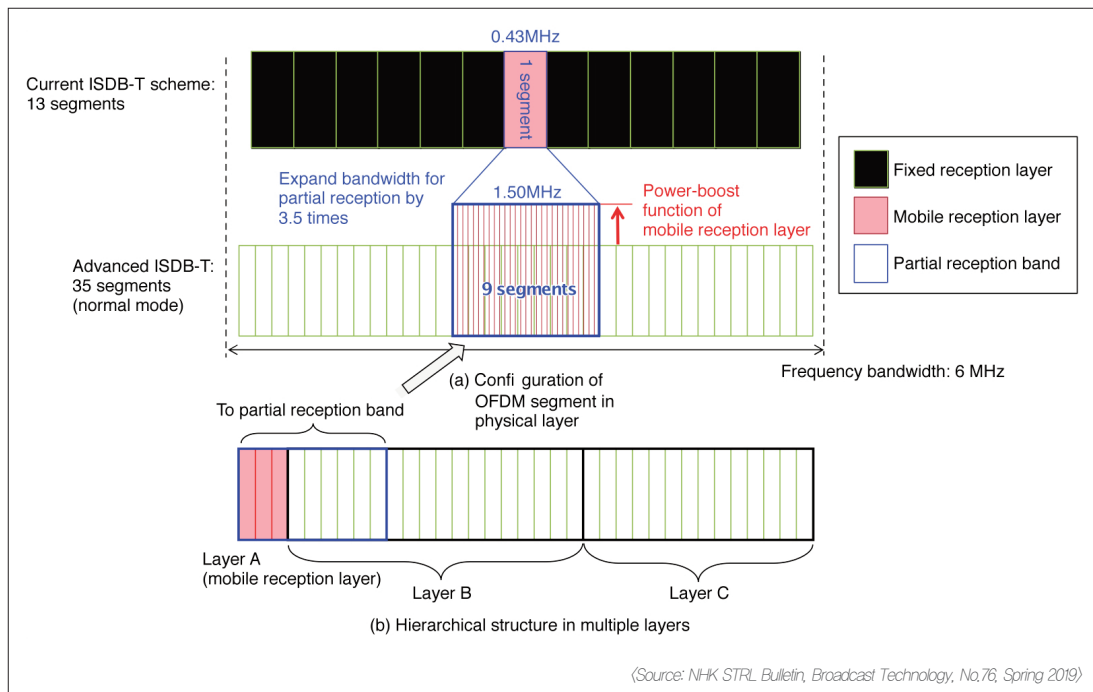 0.43MHz
Current ISDB-T scheme:
13 segments
1 segment
Expand bandwidth for
partial reception by
3.5 times
1.50MHz
Power-boost
function of
mobile reception layer
Fixed reception layer
Mobile reception layer
Partial reception band
Advanced ISDB-T:
35 segments
(normal mode)
9 segments
Frequency bandwidth: 6 MHz
(a) Confi guration of
OFDM segment in
physical layer
To partial reception band
Layer A
(mobile reception layer)
Layer B
Layer C
(b) Hierarchical structure in multiple layers
〈Source: NHK STRL Bulletin, Broadcast Technology, No.76, Spring 2019〉